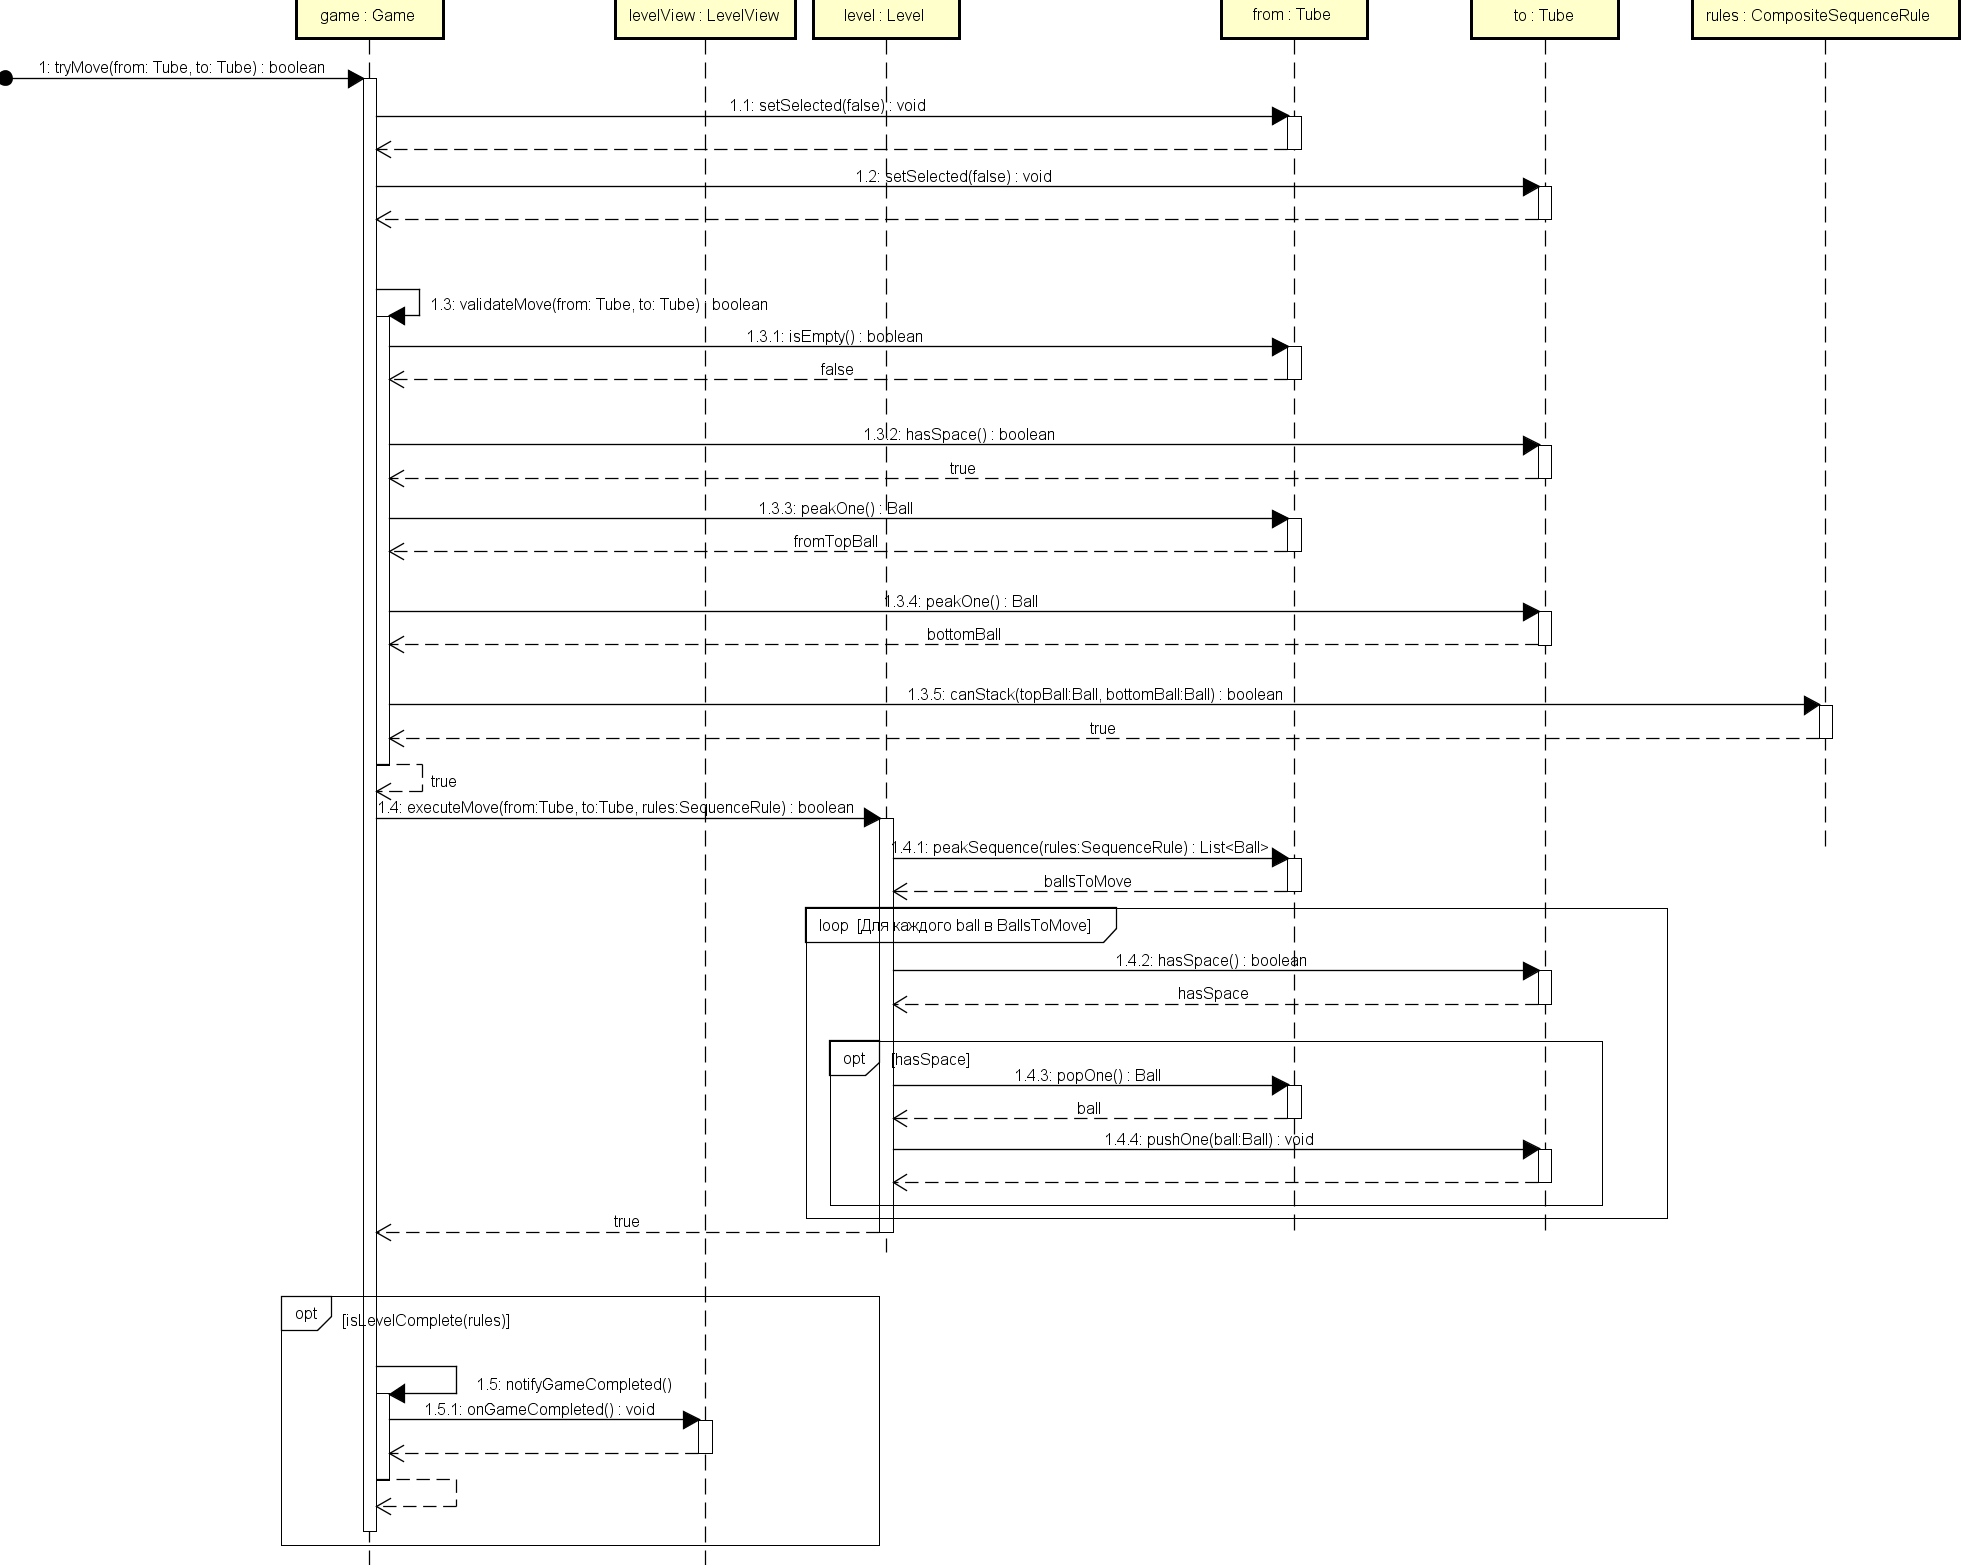 game : Game
levelView : LevelView
level : Level
from : Tube
to : Tube
rules : CompositeSequenceRule
1: tryMove(from: Tube, to: Tube) : boolean
1.1: setSelected(false) : void
1.2: setSelected(false) : void
1.3: validateMove(from: Tube, to: Tube) : boolean
1.3.1: isEmpty() : boolean
false
1.3.2: hasSpace() : boolean
true
1.3.3: peakOne() : Ball
fromTopBall
1.3.4: peakOne() : Ball
bottomBall
1.3.5: canStack(topBall:Ball, bottomBall:Ball) : boolean
true
true
1.4: executeMove(from:Tube, to:Tube, rules:SequenceRule) : boolean
1.4.1: peakSequence(rules:SequenceRule) : List<Ball>
ballsToMove
loop [Для каждого ball в BallsToMove]
1.4.2: hasSpace() : boolean
hasSpace
opt [hasSpace]
1.4.3: popOne() : Ball
ball
1.4.4: pushOne(ball:Ball) : void
true
opt [isLevelComplete(rules)]
1.5: notifyGameCompleted()
1.5.1: onGameCompleted() : void